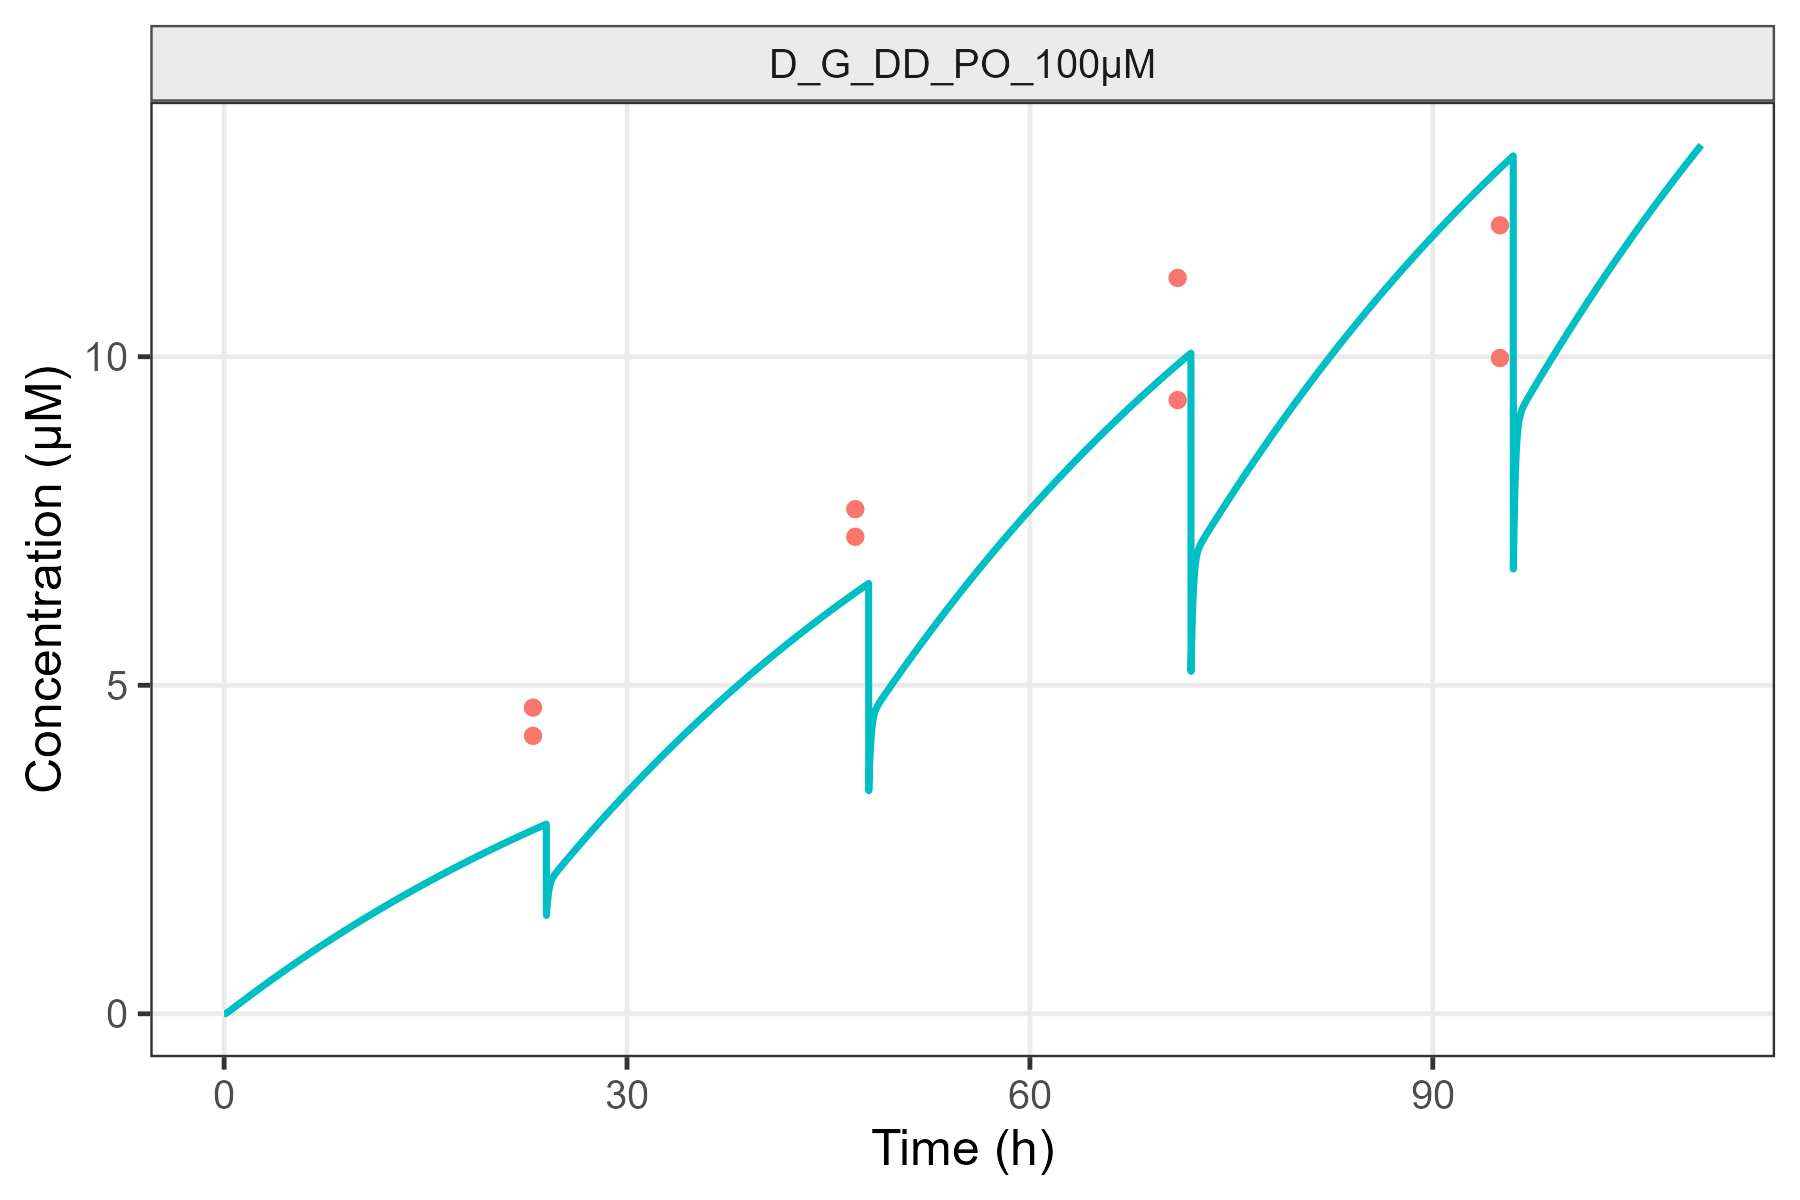 D_G_DD_PO_100µM
Concentration (µM)
10
5
0
0 30 60 90
Time (h)